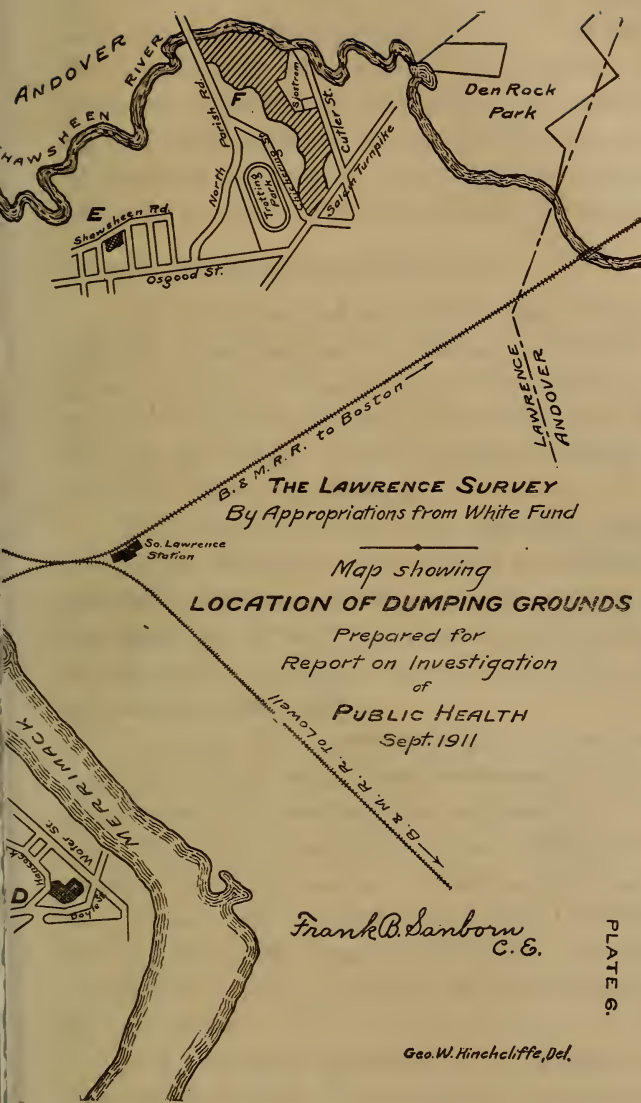 ANDOVER
SHAWSHEEN RIVER
Den Rock
Park
North Parish Rd.
F
Sjostrom
Cutler St.
Salem Turnpike
Trotting
Park
E
Shawsheen Rd.
Osgood St.
LAWRENCE
ANDOVER
B. & M. R. R. to Boston
THE LAWRENCE SURVEY
By Appropriations from White Fund
So. Lawrence
Station
Map showing
LOCATION OF DUMPING GROUNDS
Prepared for
Report on Investigation
of
PUBLIC HEALTH
Sept. 1911
B. & M. R. R. to Lowell
MERRIMACK
Water St.
Hancock
D
Frank B. Sanborn
C. E.
PLATE 6.
Geo. W. Hinchcliffe, Del.